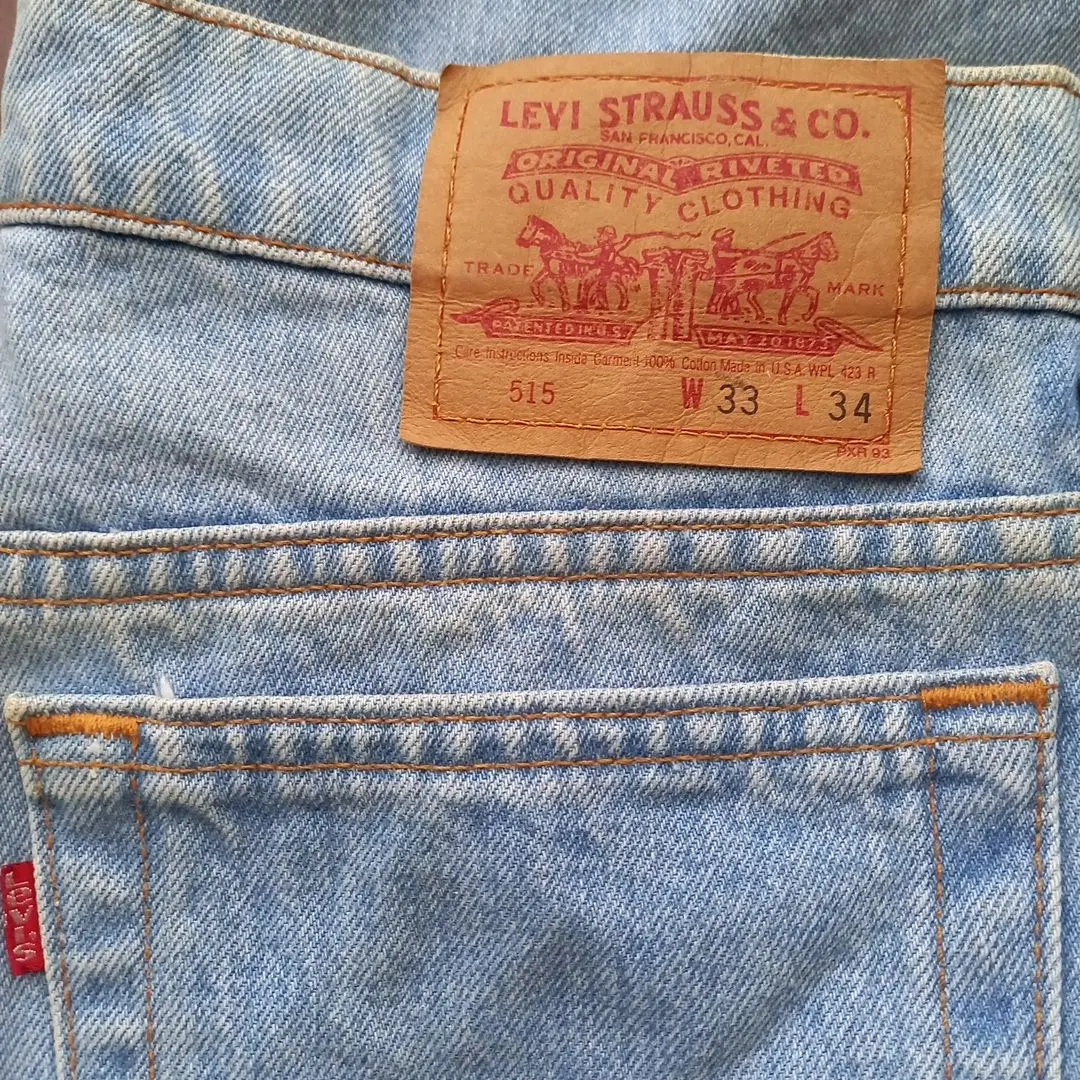 LEVI STRAUSS & CO.
SAN FRANCISCO, CAL.
ORIGINAL RIVETED
QUALITY CLOTHING
TRADE MARK
PATENTED IN U.S. MAY 20 1873
Care Instructions Inside Garment 100% Cotton Made in U.S.A. WPL 423 R
515 W 33 L 34
PXR 93
LEVI'S